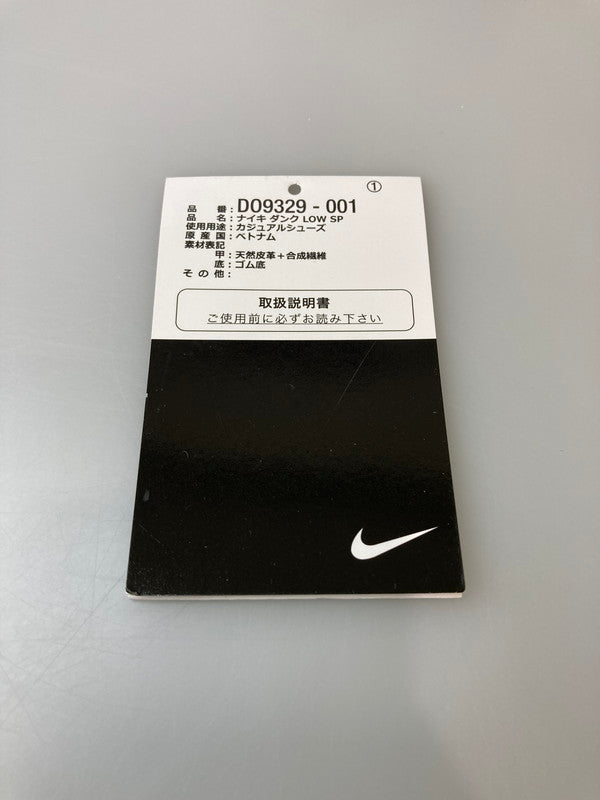 ①
品番:DO9329-001
品名:ナイキ ダンク LOW SP
使用用途:カジュアルシューズ
原産国:ベトナム
素材表記
甲:天然皮革+合成繊維
底:ゴム底
その他:
取扱説明書
ご使用前に必ずお読み下さい